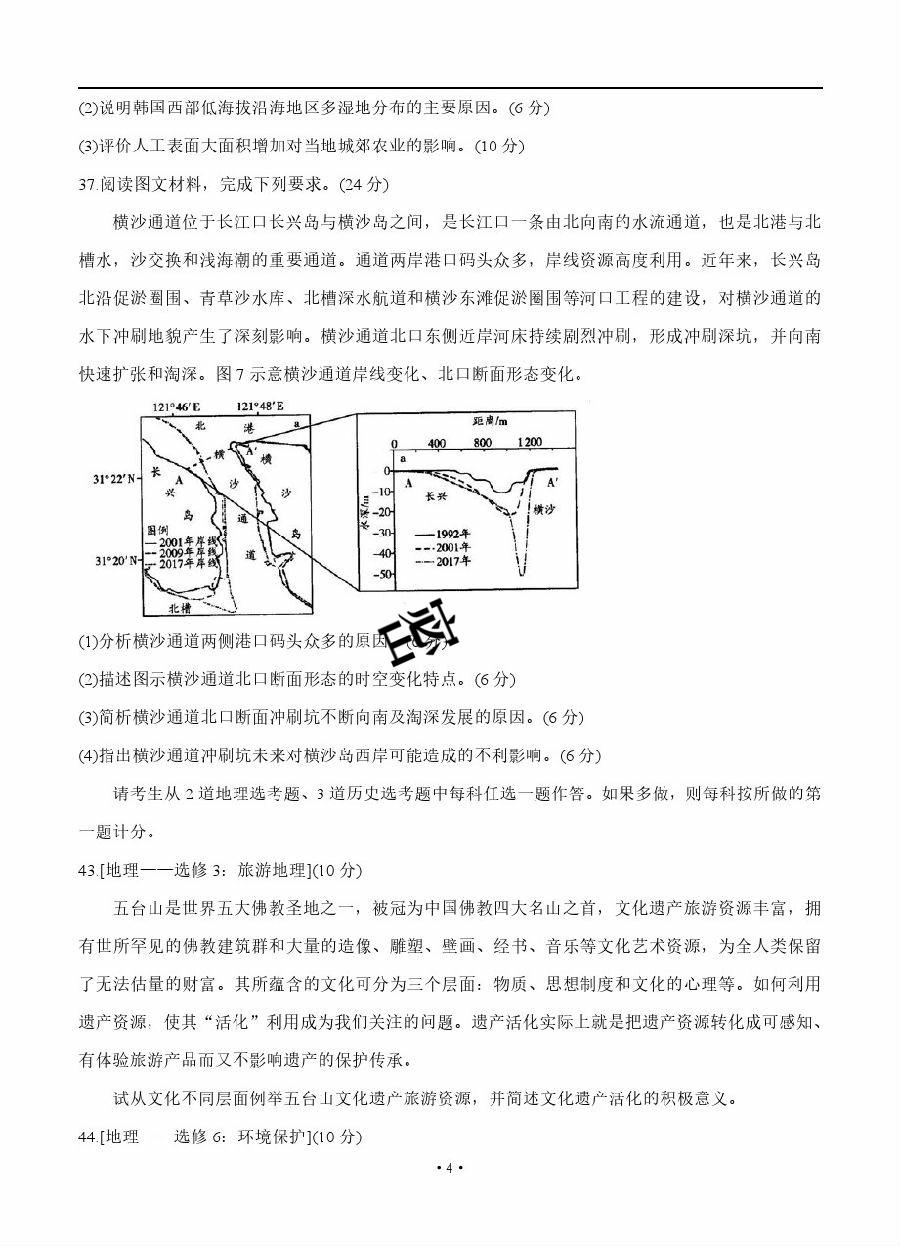 (2)说明韩国西部低海拔沿海地区多湿地分布的主要原因。(6 分)
(3)评价人工表面大面积增加对当地城郊农业的影响。(10 分)
37.阅读图文材料，完成下列要求。(24 分)
横沙通道位于长江口长兴岛与横沙岛之间，是长江口一条由北向南的水流通道，也是北港与北
槽水，沙交换和浅海潮的重要通道。通道两岸港口码头众多，岸线资源高度利用。近年来，长兴岛
北沿促淤圈围、青草沙水库、北槽深水航道和横沙东滩促淤圈围等河口工程的建设，对横沙通道的
水下冲刷地貌产生了深刻影响。横沙通道北口东侧近岸河床持续剧烈冲刷，形成冲刷深坑，并向南
快速扩张和淘深。图 7 示意横沙通道岸线变化、北口断面形态变化。
121°46′E 121°48′E
北 港 a
横 A′ 横
31°22′N 长 A 沙 沙
兴
岛 通 岛
图例
2001年岸线
2009年岸线
2017年岸线
31°20′N 道
北槽
距离/m
0 400 800 1200
a
0 A A′
-10 长兴
-20 横沙
-30
-40
-50
水深/m
1992年
2001年
2017年
(1)分析横沙通道两侧港口码头众多的原因。(6 分)
密
(2)描述图示横沙通道北口断面形态的时空变化特点。(6 分)
(3)简析横沙通道北口断面冲刷坑不断向南及淘深发展的原因。(6 分)
(4)指出横沙通道冲刷坑未来对横沙岛西岸可能造成的不利影响。(6 分)
请考生从 2 道地理选考题、3 道历史选考题中每科任选一题作答。如果多做，则每科按所做的第
一题计分。
43.[地理——选修 3：旅游地理](10 分)
五台山是世界五大佛教圣地之一，被冠为中国佛教四大名山之首，文化遗产旅游资源丰富，拥
有世所罕见的佛教建筑群和大量的造像、雕塑、壁画、经书、音乐等文化艺术资源，为全人类保留
了无法估量的财富。其所蕴含的文化可分为三个层面：物质、思想制度和文化的心理等。如何利用
遗产资源，使其“活化”利用成为我们关注的问题。遗产活化实际上就是把遗产资源转化成可感知、
有体验旅游产品而又不影响遗产的保护传承。
试从文化不同层面例举五台山文化遗产旅游资源，并简述文化遗产活化的积极意义。
44.[地理 选修 6：环境保护](10 分)
·4·